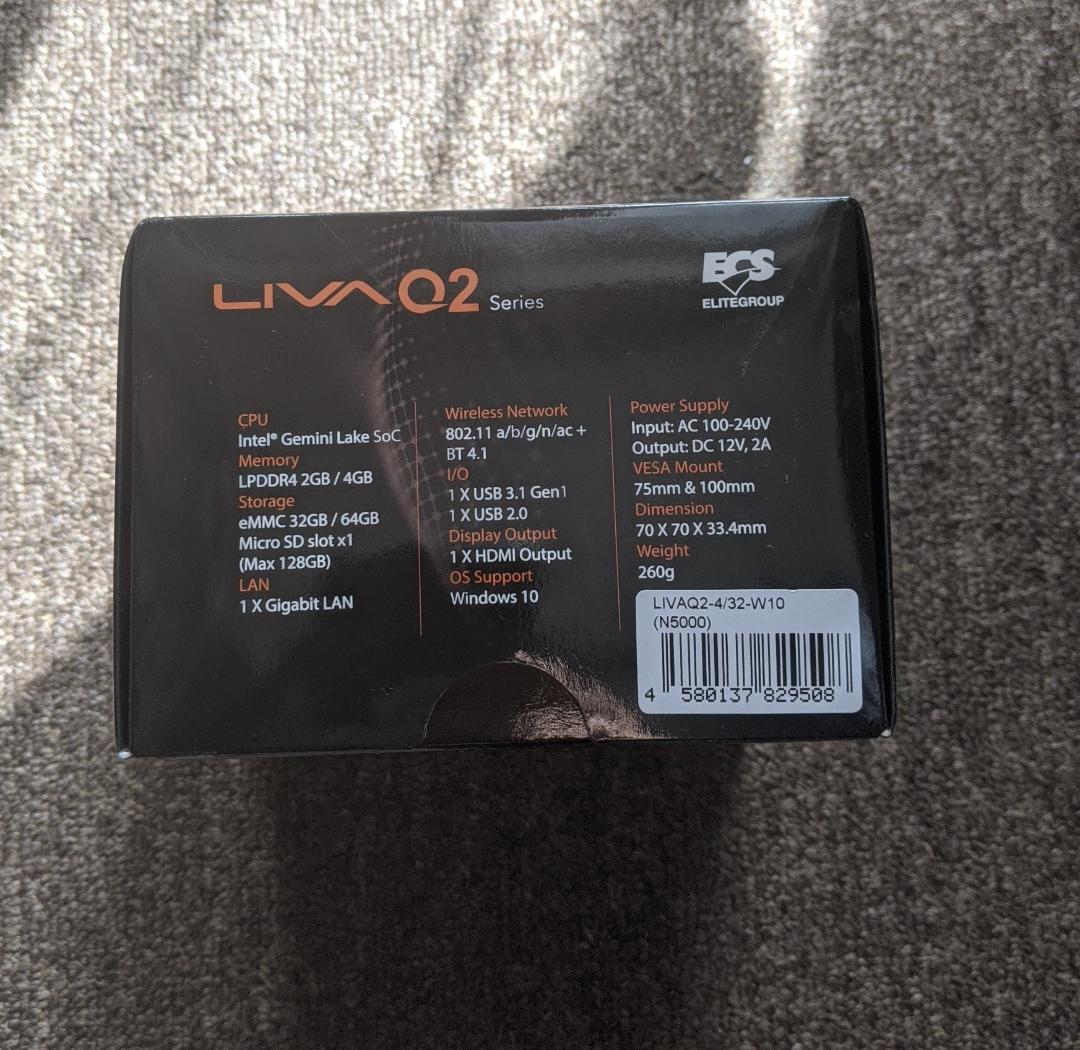 LIVA Q2 Series
ECS
ELITEGROUP
CPU
Intel® Gemini Lake SoC
Memory
LPDDR4 2GB / 4GB
Storage
eMMC 32GB / 64GB
Micro SD slot x1
(Max 128GB)
LAN
1 X Gigabit LAN
Wireless Network
802.11 a/b/g/n/ac +
BT 4.1
I/O
1 X USB 3.1 Gen1
1 X USB 2.0
Display Output
1 X HDMI Output
OS Support
Windows 10
Power Supply
Input: AC 100-240V
Output: DC 12V, 2A
VESA Mount
75mm & 100mm
Dimension
70 X 70 X 33.4mm
Weight
260g
LIVAQ2-4/32-W10
(N5000)
4 580137 829508